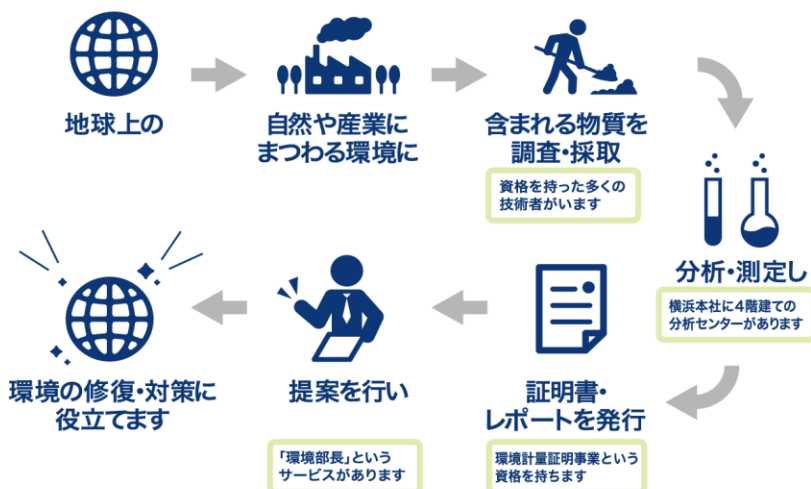 地球上の
自然や産業に
まつわる環境に
含まれる物質を
調査・採取
資格を持った多くの
技術者がいます
分析・測定し
横浜本社に4階建ての
分析センターがあります
証明書・
レポートを発行
環境計量証明事業という
資格を持ちます
提案を行い
「環境部長」という
サービスがあります
環境の修復・対策に
役立てます